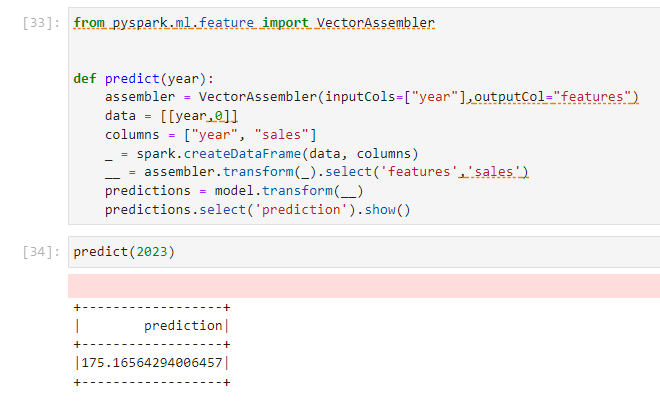 [33]: from pyspark.ml.feature import VectorAssembler
def predict(year):
    assembler = VectorAssembler(inputCols=["year"],outputCol="features")
    data = [[year,0]]
    columns = ["year", "sales"]
    _ = spark.createDataFrame(data, columns)
    __ = assembler.transform(_).select('features','sales')
    predictions = model.transform(__)
    predictions.select('prediction').show()
[34]: predict(2023)
+------------------+
|        prediction|
+------------------+
|175.16564294006457|
+------------------+